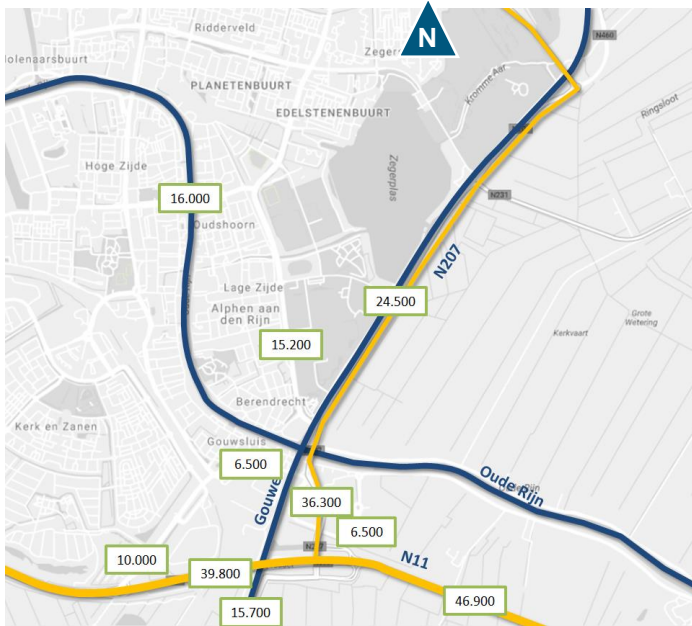 N
Ridderveld
Zegers
N460
olenaarsbuurt
PLANETENBUURT
Kromme Aar
Ringsloot
EDELSTENENBUURT
Hoge Zijde
Zegerplas
N231
16.000
Oudshoorn
N207
Lage Zijde
24.500
Alphen aan
den Rijn
Grote
Wetering
Kerkvaart
15.200
Berendrecht
Kerk en Zanen
Gouwsluis
6.500
Gouwe
Oude Rijn
36.300
6.500
10.000
N11
39.800
46.900
15.700